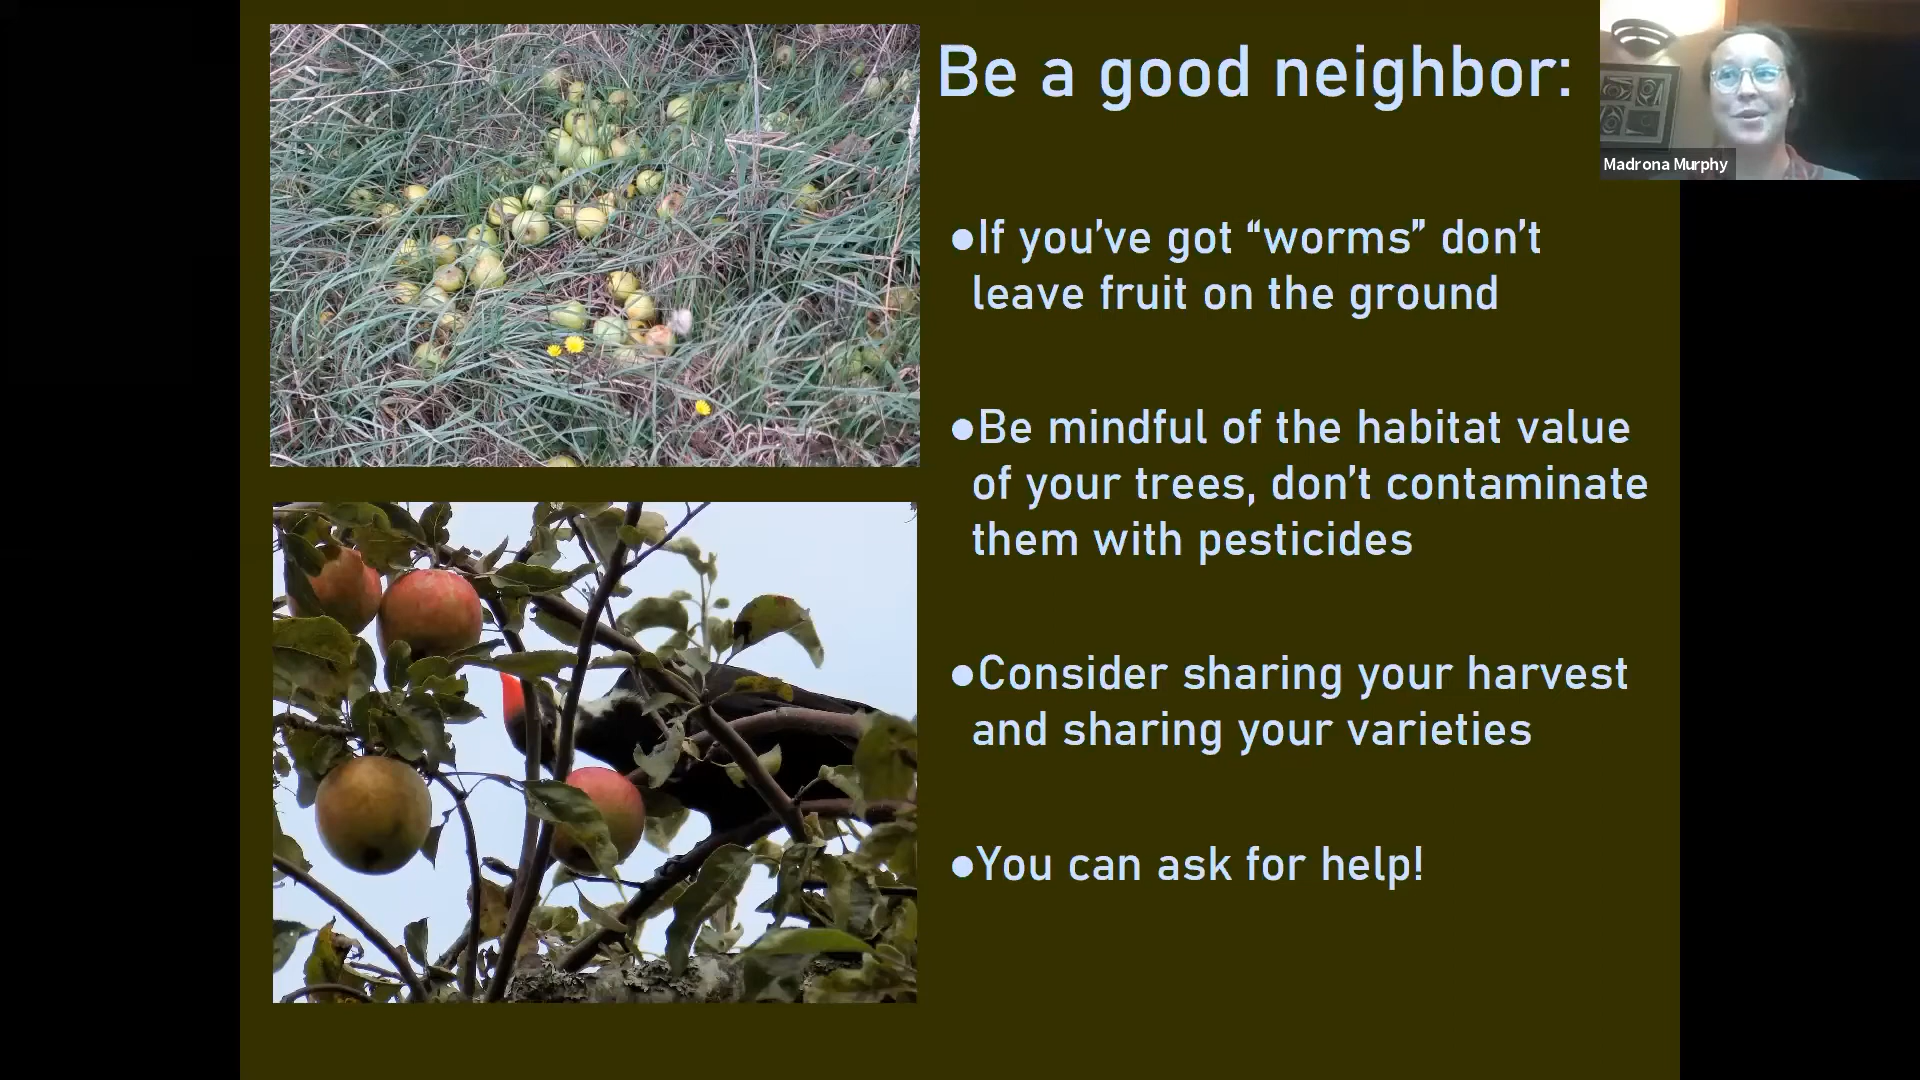 Be a good neighbor:
Madrona Murphy
●If you’ve got “worms” don’t
leave fruit on the ground
●Be mindful of the habitat value
of your trees, don’t contaminate
them with pesticides
●Consider sharing your harvest
and sharing your varieties
●You can ask for help!